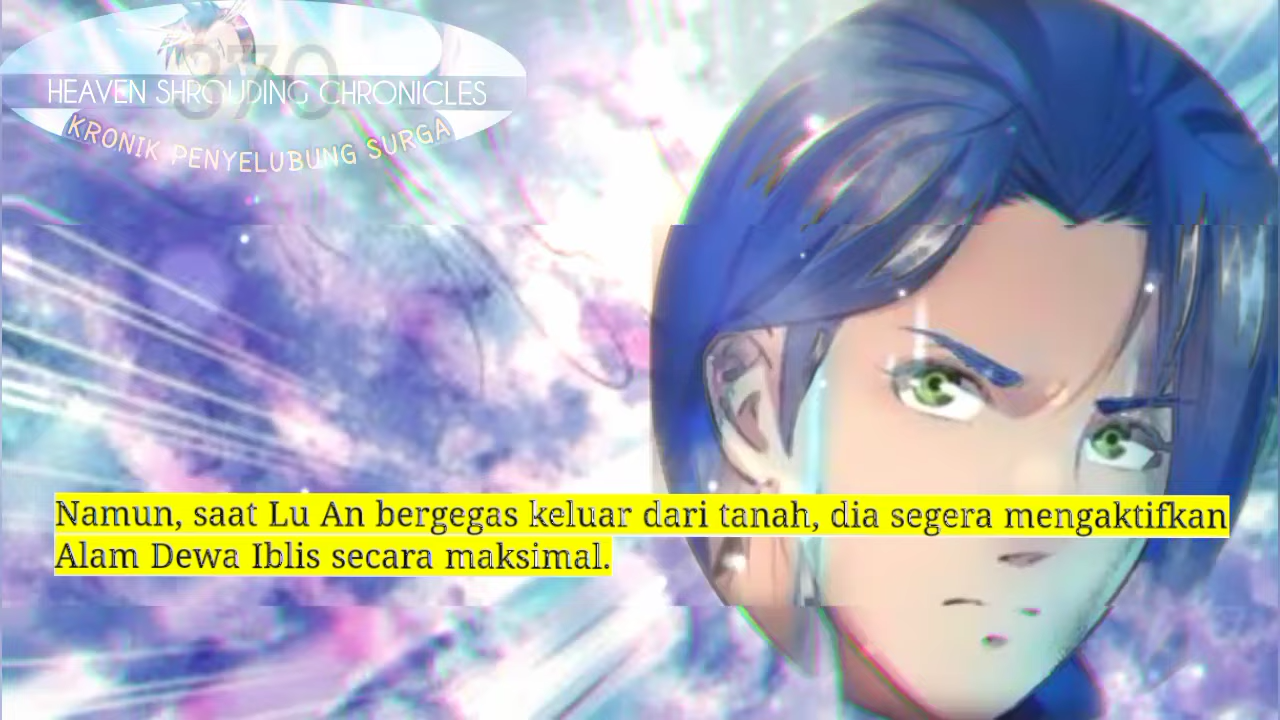 370
HEAVEN SHROUDING CHRONICLES
KRONIK PENYELUBUNG SURGA
Namun, saat Lu An bergegas keluar dari tanah, dia segera mengaktifkan
Alam Dewa Iblis secara maksimal.